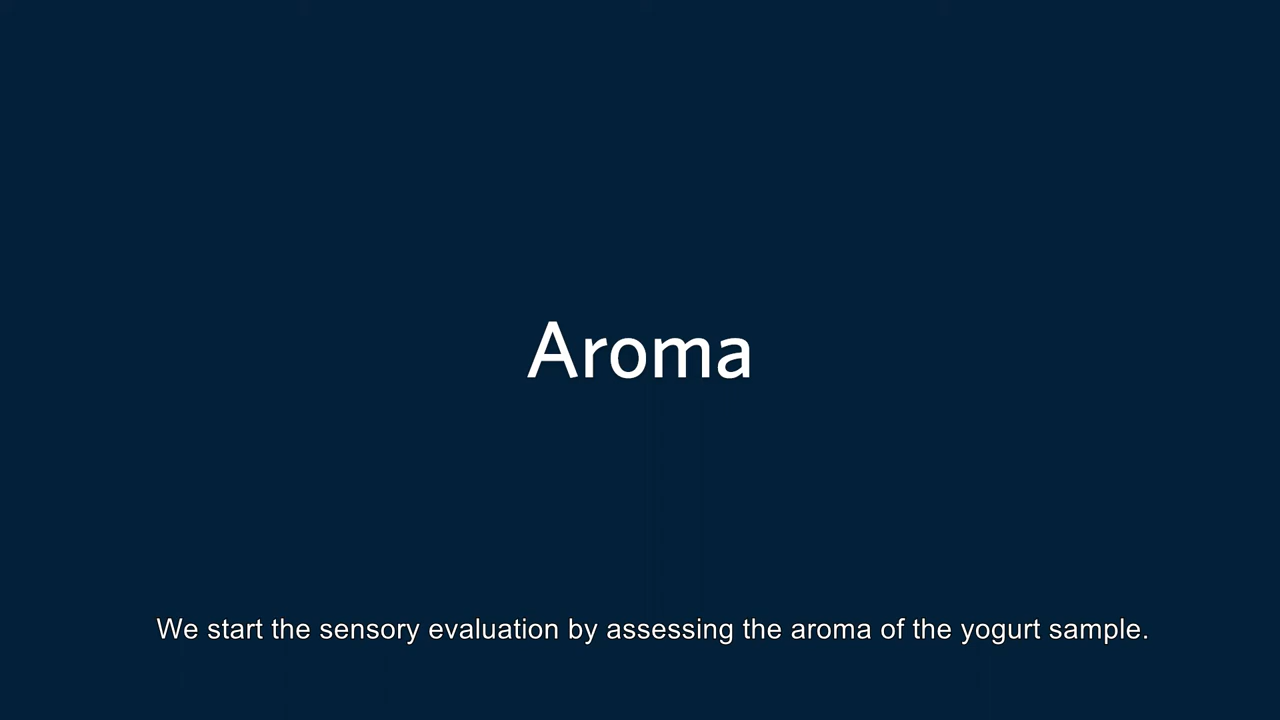 Aroma
We start the sensory evaluation by assessing the aroma of the yogurt sample.